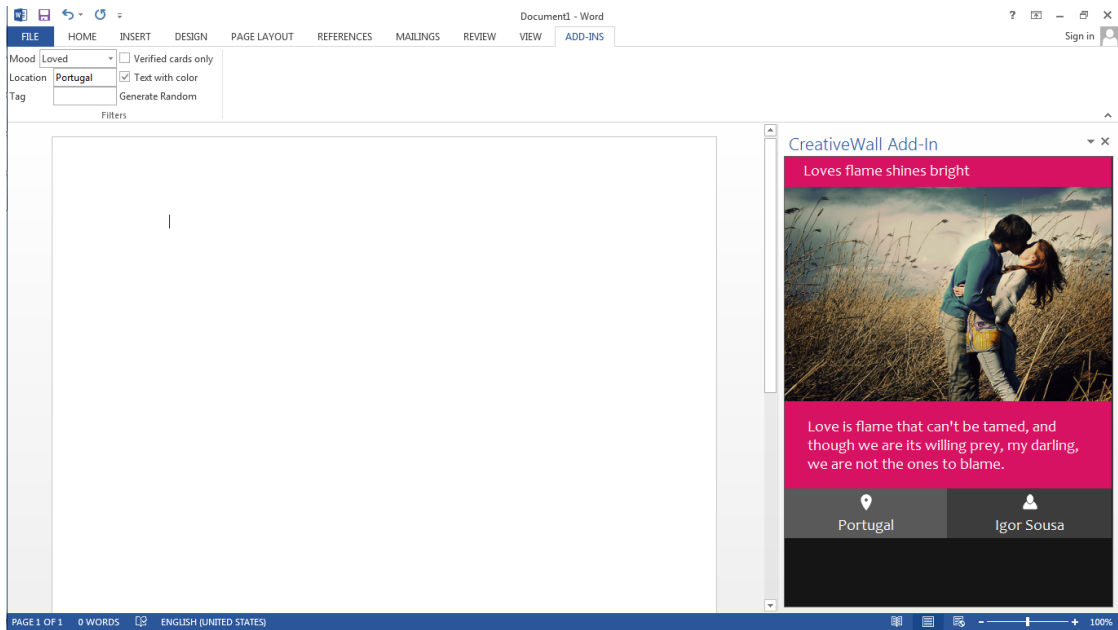 Document1 - Word
FILE HOME INSERT DESIGN PAGE LAYOUT REFERENCES MAILINGS REVIEW VIEW ADD-INS Sign in
Mood Loved Verified cards only
Location Portugal Text with color
Tag Generate Random
Filters
CreativeWall Add-In
Loves flame shines bright
Love is flame that can't be tamed, and
though we are its willing prey, my darling,
we are not the ones to blame.
Portugal Igor Sousa
PAGE 1 OF 1 0 WORDS ENGLISH (UNITED STATES) 100%